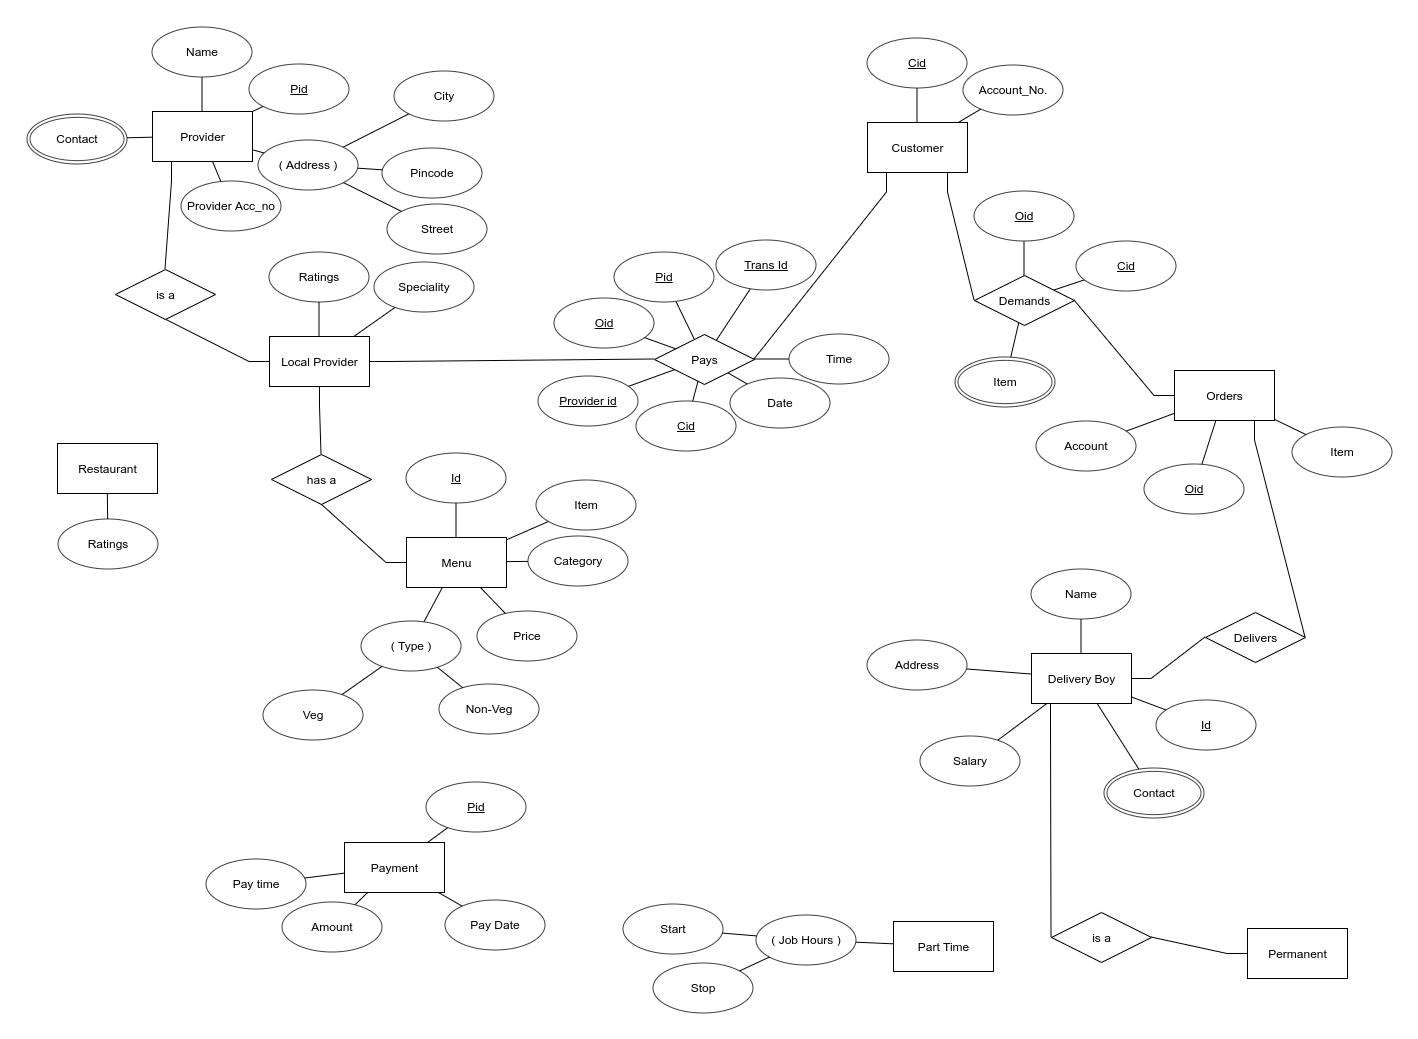 Name
Cid
Pid
Account_No.
City
Contact
Provider
Customer
( Address )
Pincode
Provider Acc_no
Street
Oid
Trans Id
Cid
Pid
Ratings
Speciality
is a
Demands
Oid
Local Provider
Pays
Time
Item
Orders
Provider id
Date
Cid
Account
Item
Restaurant
has a
Id
Oid
Item
Ratings
Menu
Category
Name
Price
Delivers
( Type )
Address
Delivery Boy
Veg
Non-Veg
Id
Salary
Contact
Pid
Payment
Pay time
Amount
Pay Date
Start
( Job Hours )
Part Time
is a
Permanent
Stop